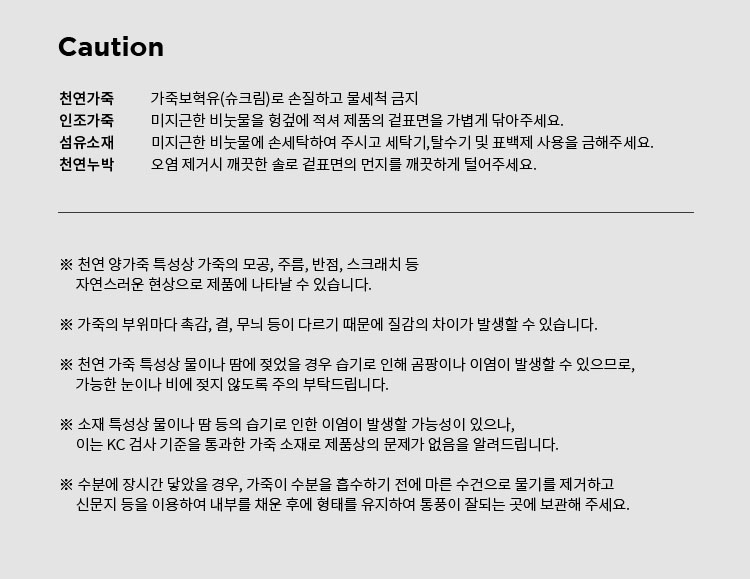 Caution
천연가죽 가죽보혁유(슈크림)로 손질하고 물세척 금지
인조가죽 미지근한 비눗물을 헝겊에 적셔 제품의 겉표면을 가볍게 닦아주세요.
섬유소재 미지근한 비눗물에 손세탁하여 주시고 세탁기,탈수기 및 표백제 사용을 금해주세요.
천연누박 오염 제거시 깨끗한 솔로 겉표면의 먼지를 깨끗하게 털어주세요.
※ 천연 양가죽 특성상 가죽의 모공, 주름, 반점, 스크래치 등
자연스러운 현상으로 제품에 나타날 수 있습니다.
※ 가죽의 부위마다 촉감, 결, 무늬 등이 다르기 때문에 질감의 차이가 발생할 수 있습니다.
※ 천연 가죽 특성상 물이나 땀에 젖었을 경우 습기로 인해 곰팡이나 이염이 발생할 수 있으므로,
가능한 눈이나 비에 젖지 않도록 주의 부탁드립니다.
※ 소재 특성상 물이나 땀 등의 습기로 인한 이염이 발생할 가능성이 있으나,
이는 KC 검사 기준을 통과한 가죽 소재로 제품상의 문제가 없음을 알려드립니다.
※ 수분에 장시간 닿았을 경우, 가죽이 수분을 흡수하기 전에 마른 수건으로 물기를 제거하고
신문지 등을 이용하여 내부를 채운 후에 형태를 유지하여 통풍이 잘되는 곳에 보관해 주세요.